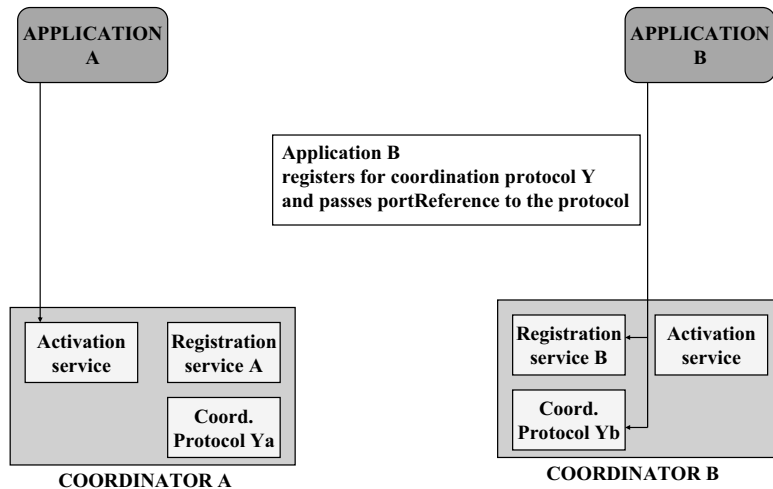 APPLICATION
A
APPLICATION
B
Application B
registers for coordination protocol Y
and passes portReference to the protocol
Activation
service
Registration
service A
Coord.
Protocol Ya
COORDINATOR A
Registration
service B
Activation
service
Coord.
Protocol Yb
COORDINATOR B